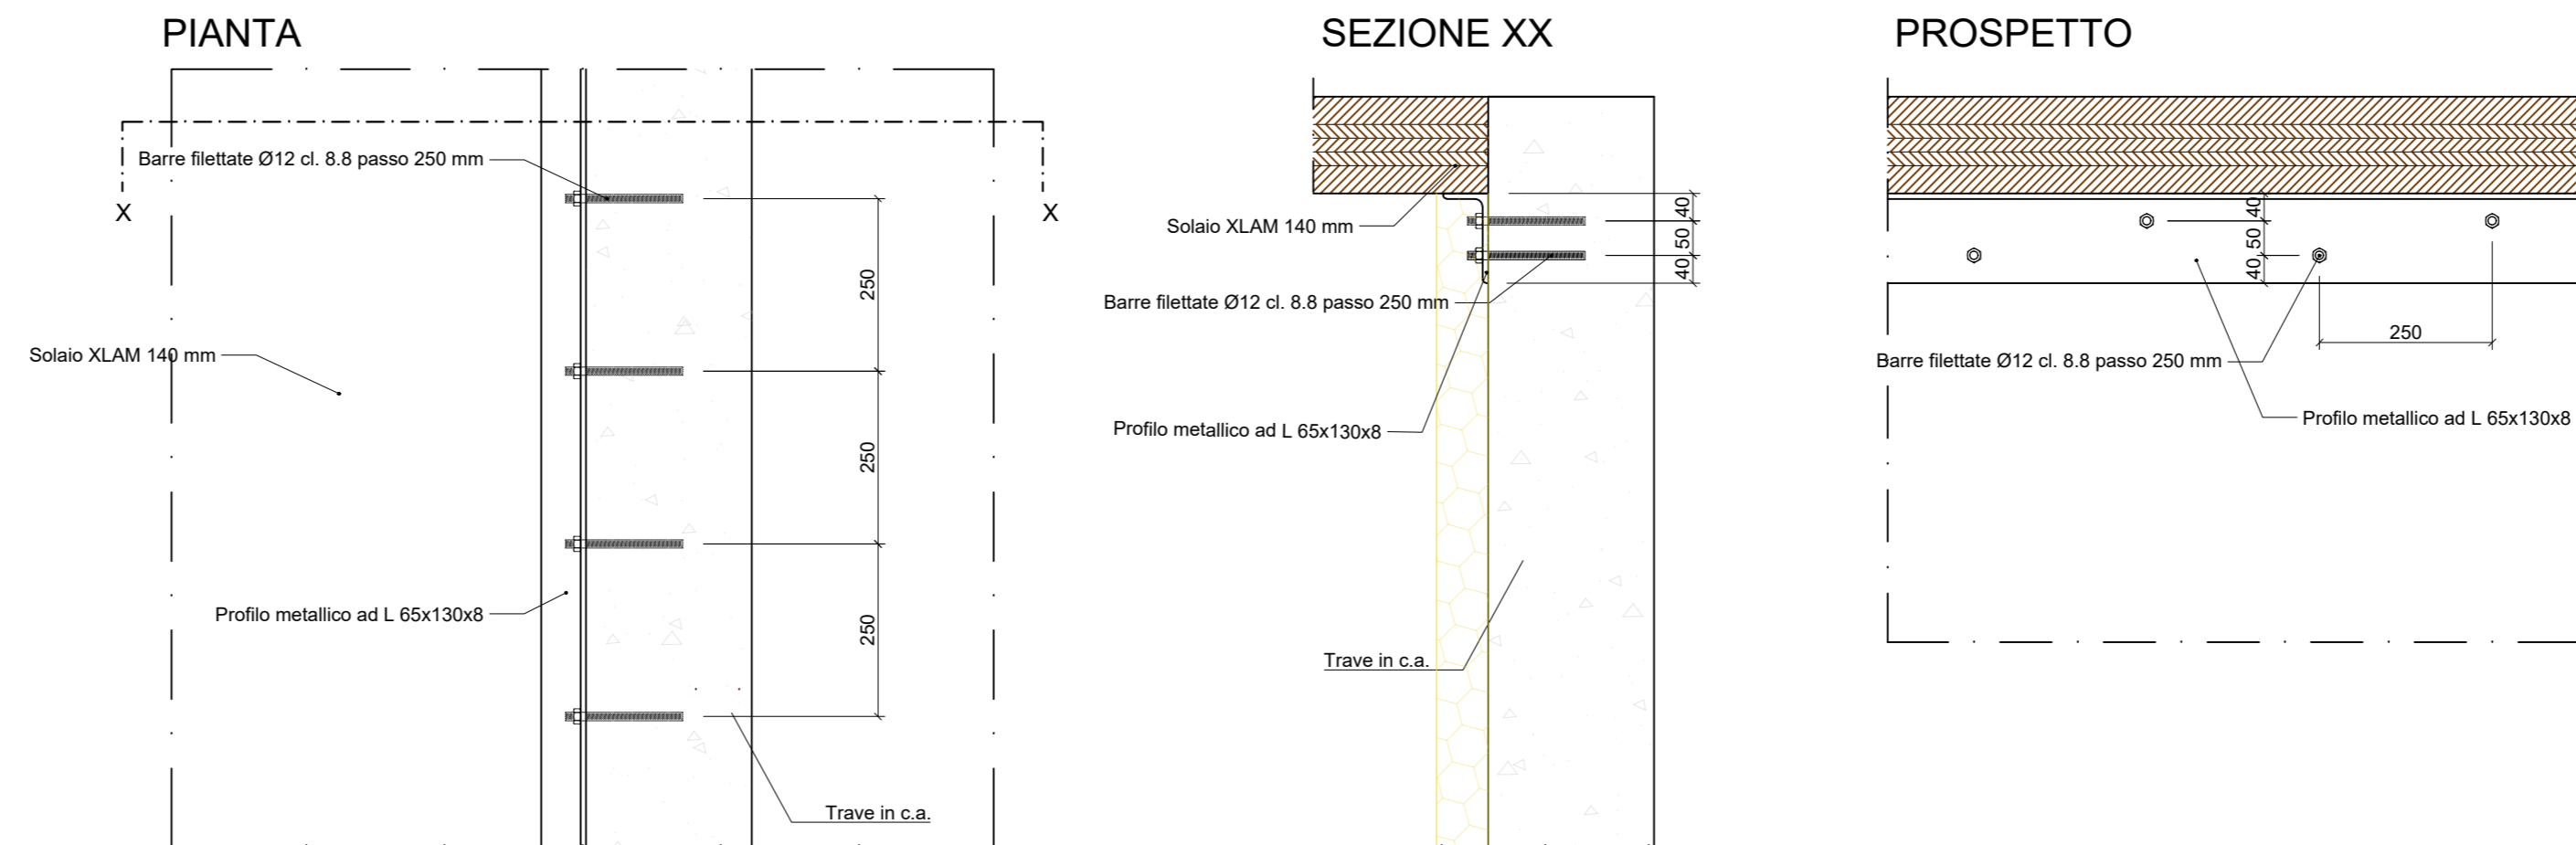 PIANTA
Barre filettate Ø12 cl. 8.8 passo 250 mm
X
X
250
Solaio XLAM 140 mm
250
Profilo metallico ad L 65x130x8
250
Trave in c.a.
SEZIONE XX
Solaio XLAM 140 mm
40
50
40
Barre filettate Ø12 cl. 8.8 passo 250 mm
Profilo metallico ad L 65x130x8
Trave in c.a.
PROSPETTO
40
50
40
250
Barre filettate Ø12 cl. 8.8 passo 250 mm
Profilo metallico ad L 65x130x8